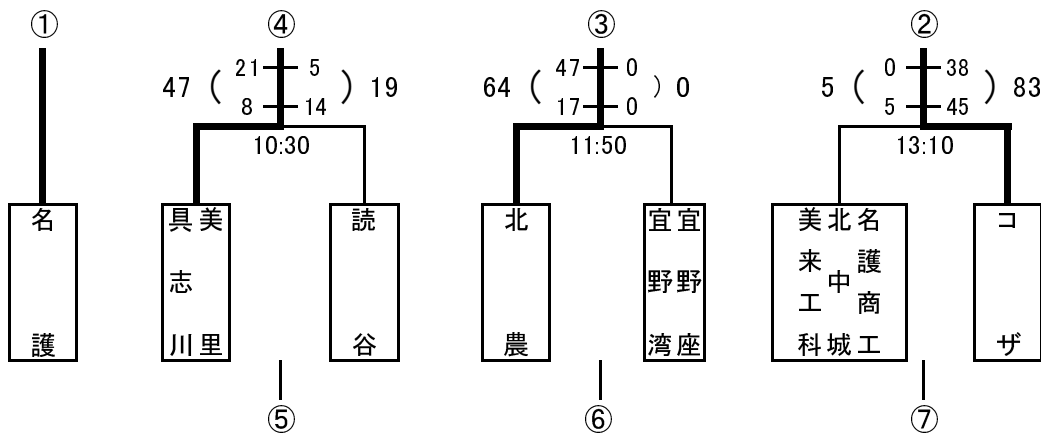 ① ④ ③ ②
47 ( 21 5 ) 19
8 14
10:30
64 ( 47 0 ) 0
17 0
11:50
5 ( 0 38 ) 83
5 45
13:10
名護
美里
具志川
読谷
北農
宜野座
宜野湾
名護商工
北中城
美来工科
コザ
⑤ ⑥ ⑦